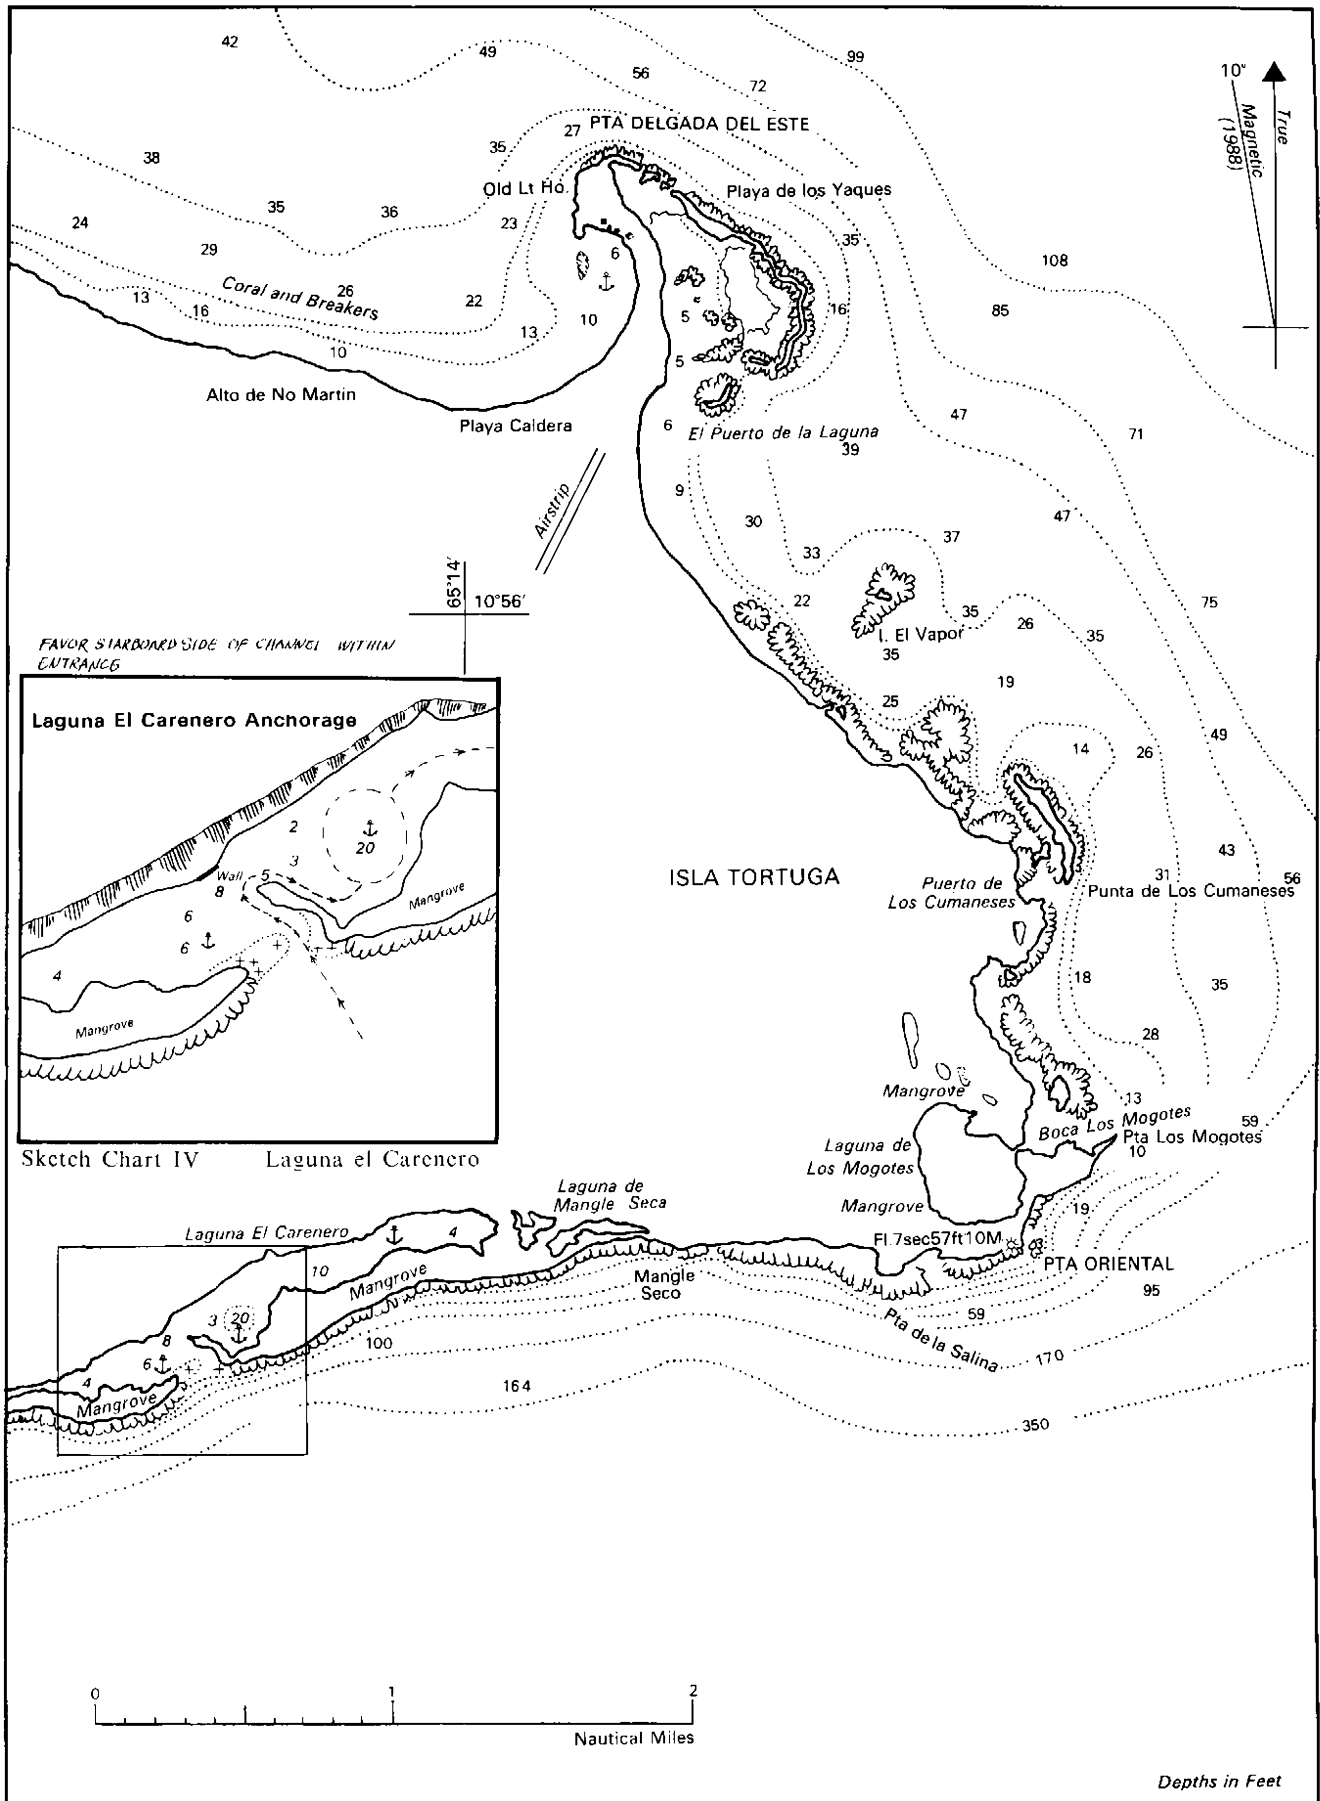 42
49
56
72
99
10°
True
Magnetic
(1988)
27
PTA DELGADA DEL ESTE
35
38
Old Lt Ho.
Playa de los Yaques
24
35
36
23
35
29
6
108
Coral and Breakers
26
22
13
16
10
13
10
5
16
85
5
Alto de No Martin
Playa Caldera
6
El Puerto de la Laguna
39
47
71
Airstrip
9
30
33
37
47
65°14'
10°56'
22
35
26
35
75
I. El Vapor
35
19
25
FAVOR STARBOARD SIDE OF CHANNEL WITHIN
ENTRANCE
Laguna El Carenero Anchorage
2
20
3
Wall
5
8
6
6
4
Mangrove
Mangrove
14
26
49
43
ISLA TORTUGA
31
56
Puerto de
Los Cumaneses
Punta de Los Cumaneses
18
35
28
Mangrove
13
Boca Los Mogotes
59
Pta Los Mogotes
10
Laguna de
Los Mogotes
Mangrove
19
Sketch Chart IV
Laguna el Carenero
Laguna de
Mangle Seca
Laguna El Carenero
4
Fl.7sec57ft10M
PTA ORIENTAL
10
Mangrove
Mangle
Seco
95
59
Pta de la Salina
3
20
8
100
6
170
4
Mangrove
164
350
0
1
2
Nautical Miles
Depths in Feet